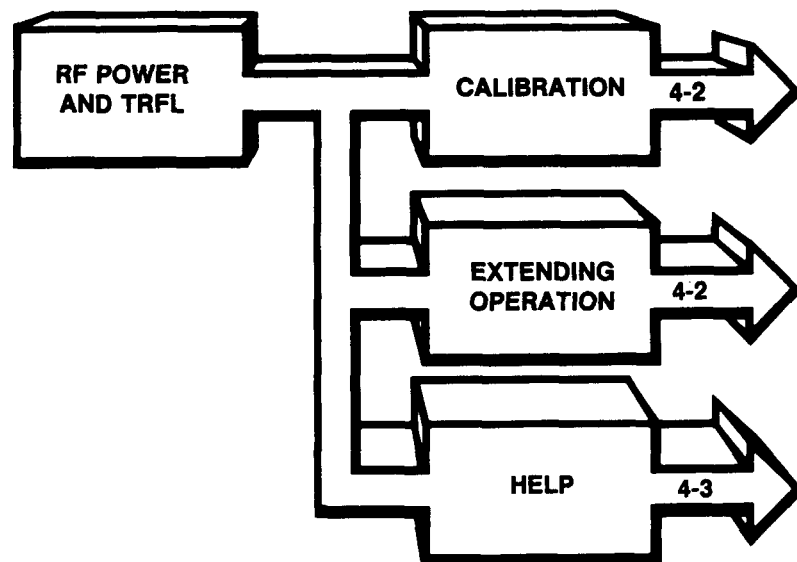 RF POWER
AND TRFL
CALIBRATION
4-2
EXTENDING
OPERATION
4-2
HELP
4-3